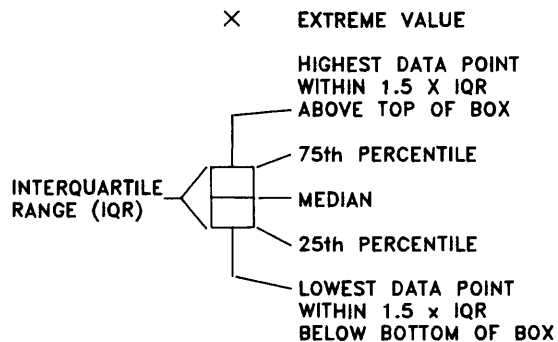 × EXTREME VALUE
HIGHEST DATA POINT
WITHIN 1.5 X IQR
ABOVE TOP OF BOX
75th PERCENTILE
INTERQUARTILE
RANGE (IQR)
MEDIAN
25th PERCENTILE
LOWEST DATA POINT
WITHIN 1.5 x IQR
BELOW BOTTOM OF BOX